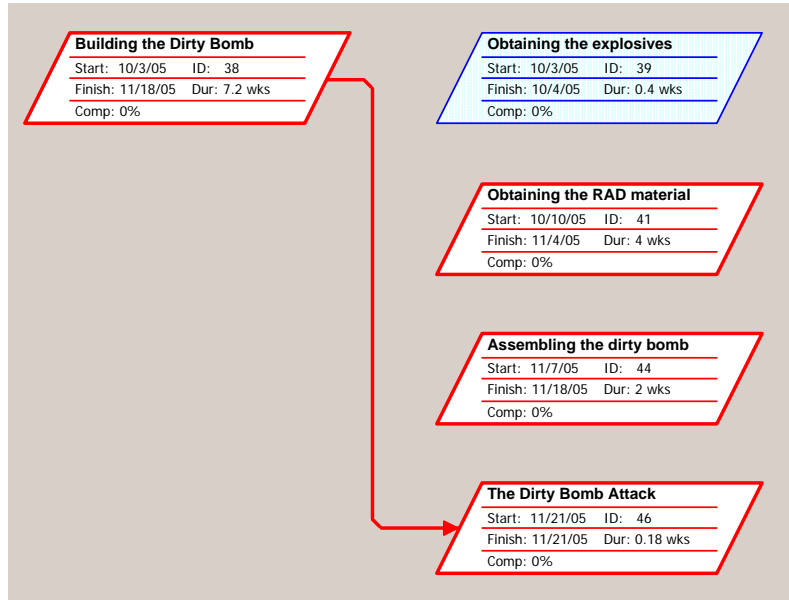 Building the Dirty Bomb
Start: 10/3/05 ID: 38
Finish: 11/18/05 Dur: 7.2 wks
Comp: 0%
Obtaining the explosives
Start: 10/3/05 ID: 39
Finish: 10/4/05 Dur: 0.4 wks
Comp: 0%
Obtaining the RAD material
Start: 10/10/05 ID: 41
Finish: 11/4/05 Dur: 4 wks
Comp: 0%
Assembling the dirty bomb
Start: 11/7/05 ID: 44
Finish: 11/18/05 Dur: 2 wks
Comp: 0%
The Dirty Bomb Attack
Start: 11/21/05 ID: 46
Finish: 11/21/05 Dur: 0.18 wks
Comp: 0%